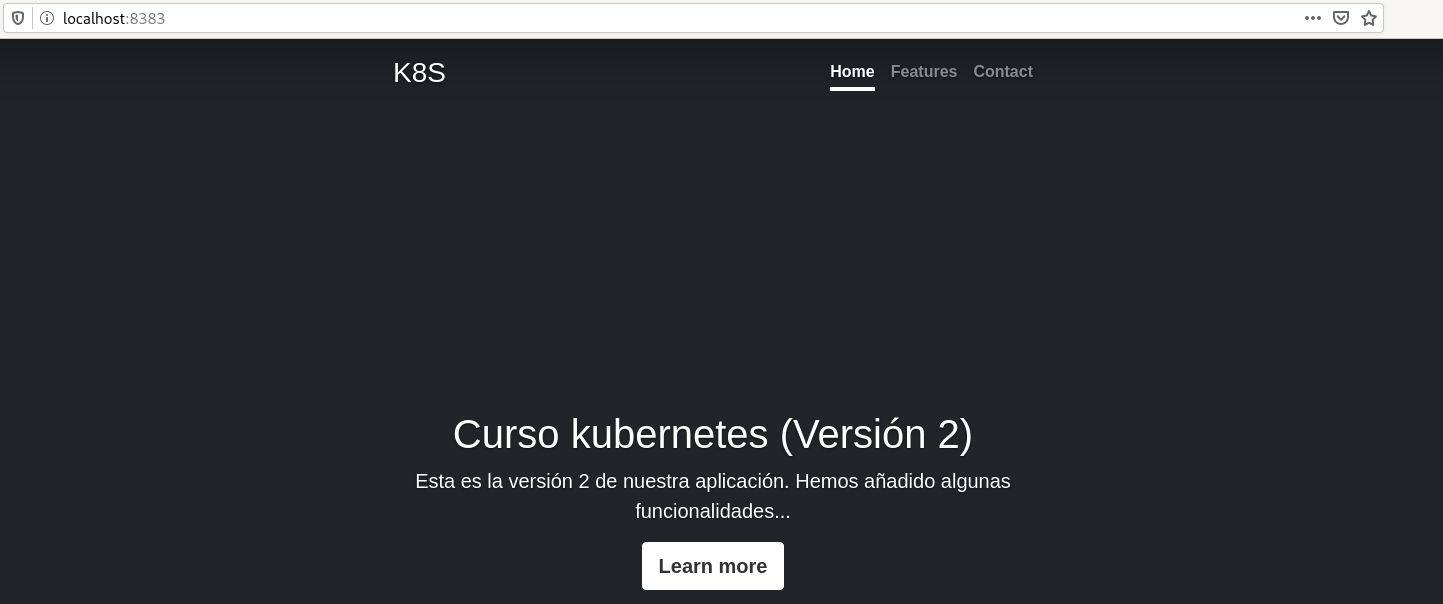 localhost:8383
K8S
Home Features Contact
Curso kubernetes (Versión 2)
Esta es la versión 2 de nuestra aplicación. Hemos añadido algunas
funcionalidades...
Learn more